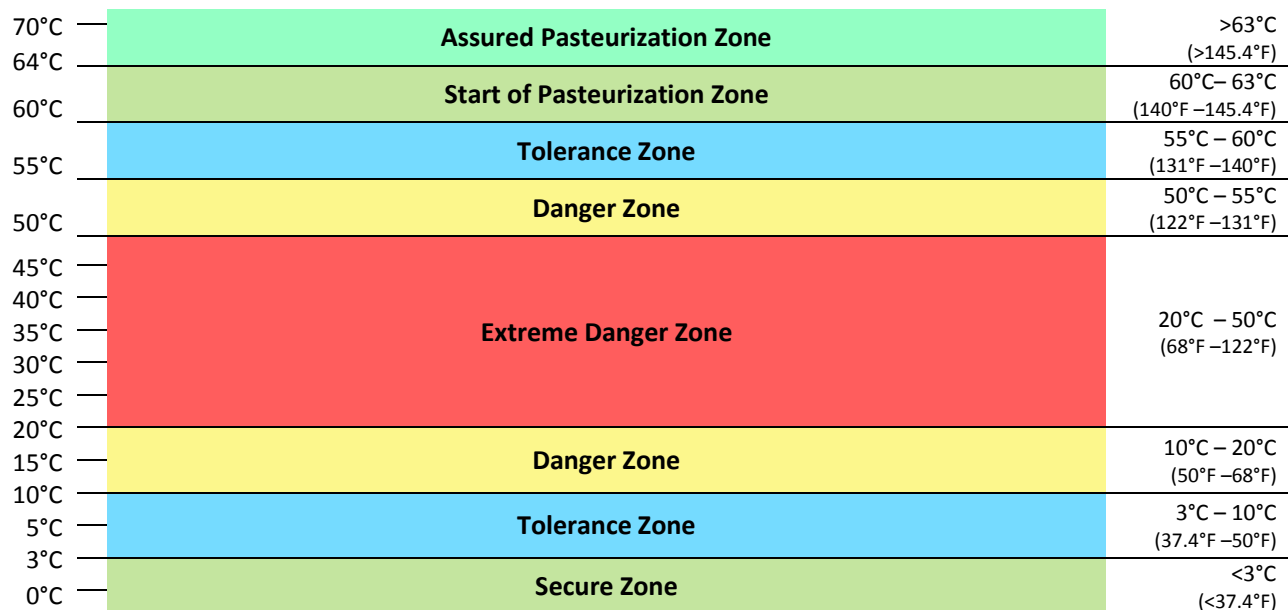 70°C
Assured Pasteurization Zone
>63°C
(>145.4°F)
64°C
Start of Pasteurization Zone
60°C– 63°C
(140°F –145.4°F)
60°C
Tolerance Zone
55°C – 60°C
(131°F –140°F)
55°C
Danger Zone
50°C – 55°C
(122°F –131°F)
50°C
45°C
40°C
35°C
Extreme Danger Zone
20°C – 50°C
(68°F –122°F)
30°C
25°C
20°C
Danger Zone
10°C – 20°C
(50°F –68°F)
15°C
10°C
Tolerance Zone
3°C – 10°C
(37.4°F –50°F)
5°C
3°C
Secure Zone
<3°C
(<37.4°F)
0°C